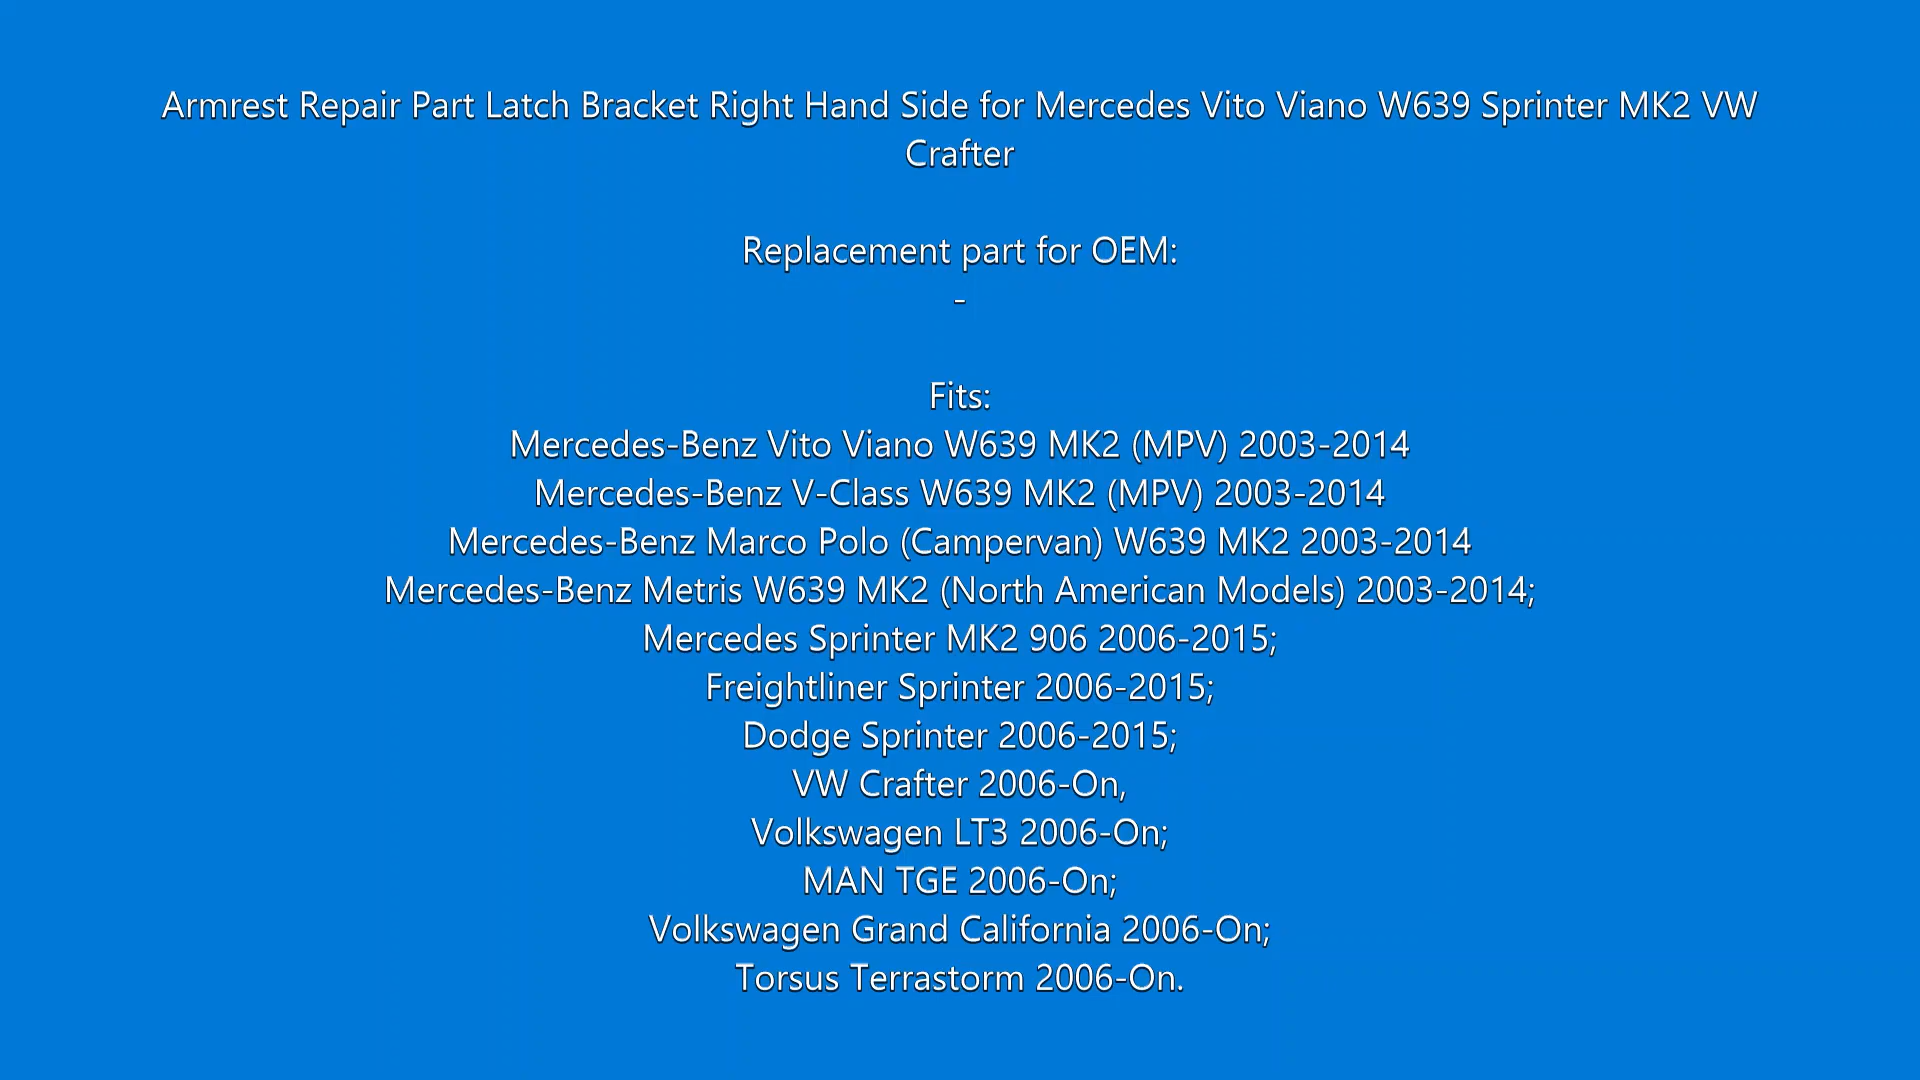 Armrest Repair Part Latch Bracket Right Hand Side for Mercedes Vito Viano W639 Sprinter MK2 VW
Crafter
Replacement part for OEM:
-
Fits:
Mercedes-Benz Vito Viano W639 MK2 (MPV) 2003-2014
Mercedes-Benz V-Class W639 MK2 (MPV) 2003-2014
Mercedes-Benz Marco Polo (Campervan) W639 MK2 2003-2014
Mercedes-Benz Metris W639 MK2 (North American Models) 2003-2014;
Mercedes Sprinter MK2 906 2006-2015;
Freightliner Sprinter 2006-2015;
Dodge Sprinter 2006-2015;
VW Crafter 2006-On,
Volkswagen LT3 2006-On;
MAN TGE 2006-On;
Volkswagen Grand California 2006-On;
Torsus Terrastorm 2006-On.